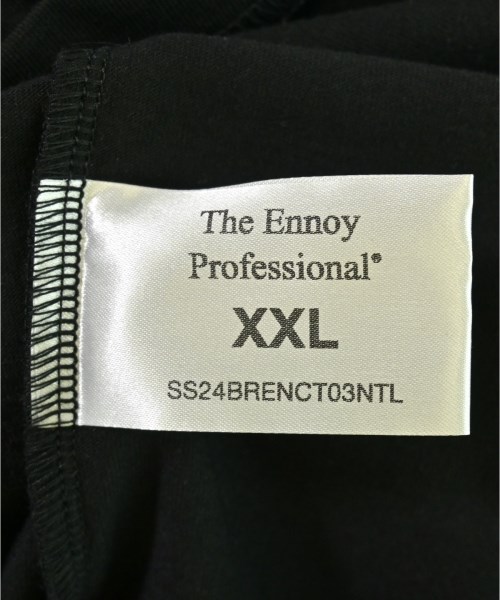 The Ennoy
Professional®
XXL
SS24BRENCT03NTL